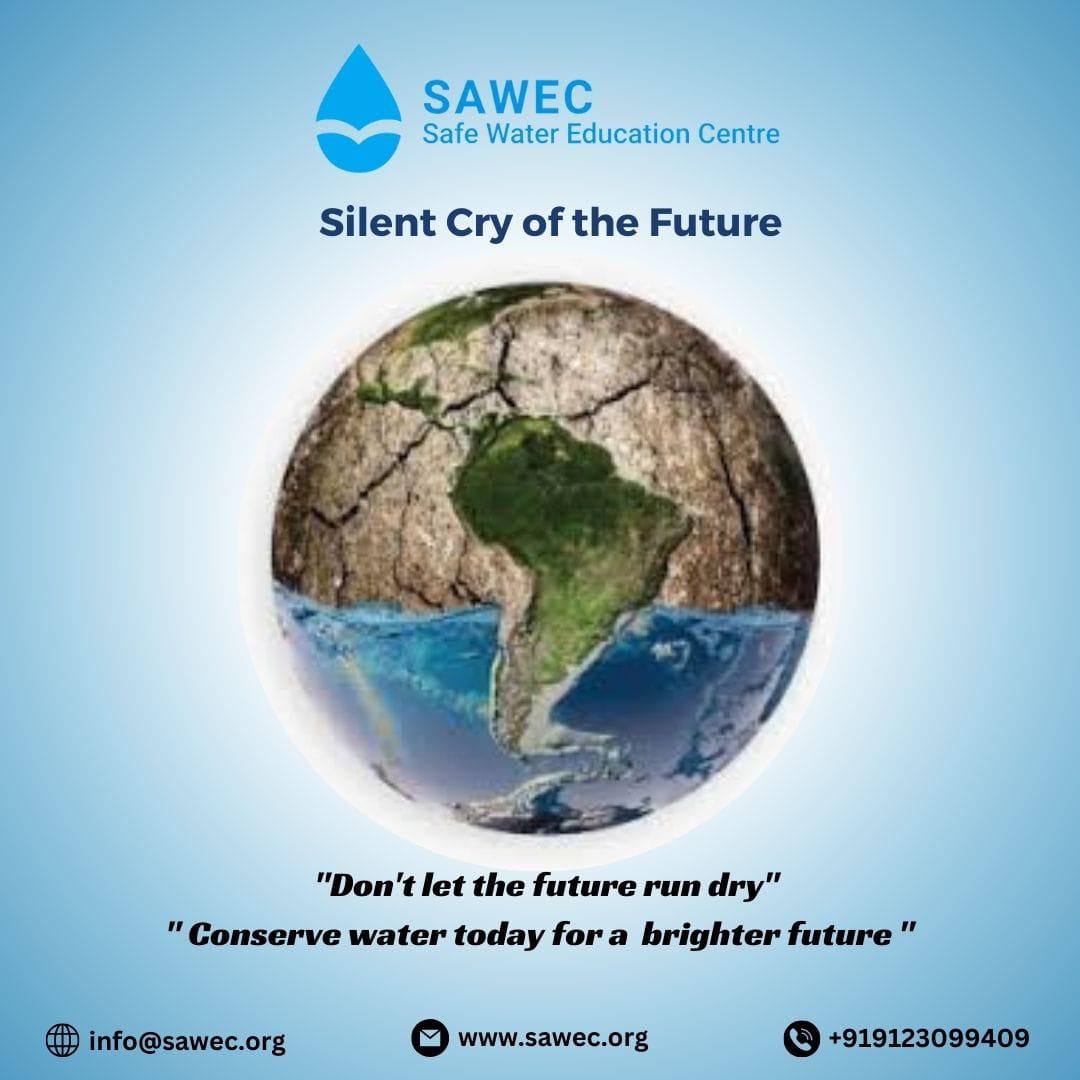 SAWEC
Safe Water Education Centre
Silent Cry of the Future
"Don't let the future run dry"
" Conserve water today for a brighter future "
info@sawec.org
www.sawec.org
+919123099409